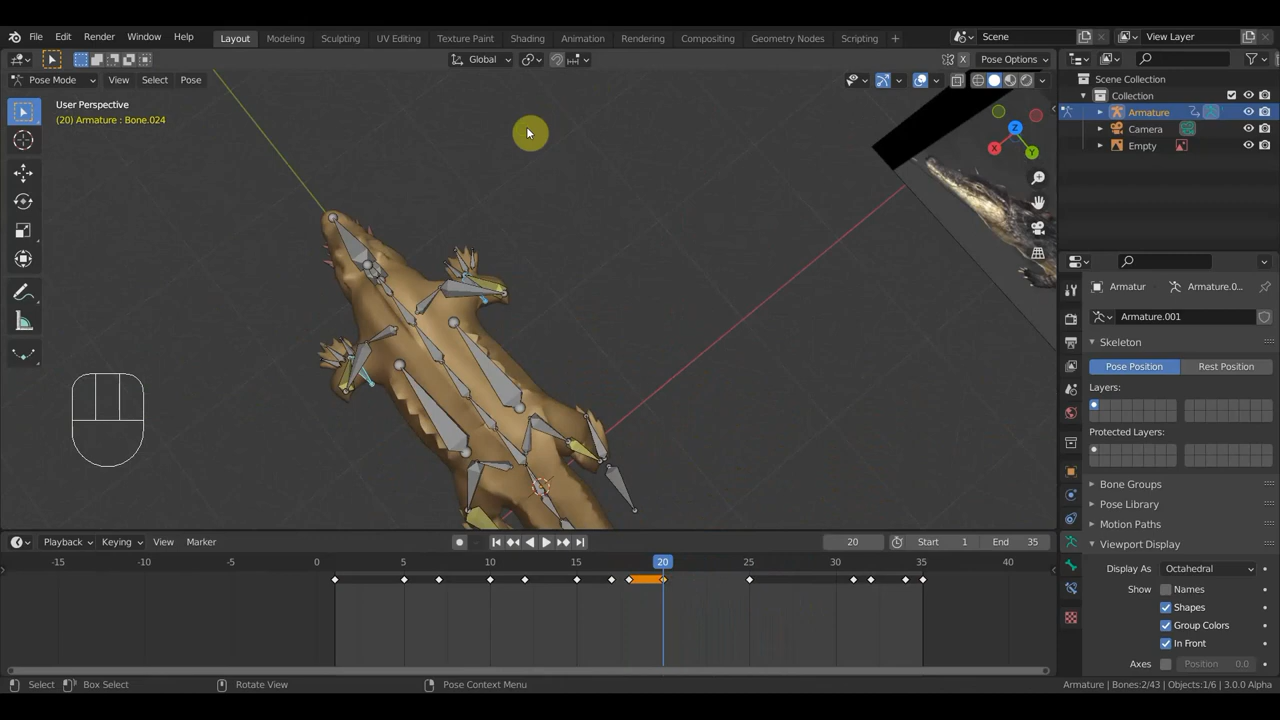 File Edit Render Window Help Layout Modeling Sculpting UV Editing Texture Paint Shading Animation Rendering Compositing Geometry Nodes Scripting + Scene View Layer
Global X Pose Options
Pose Mode View Select Pose
User Perspective
(20) Armature : Bone.024
X Y Z
Scene Collection
Collection
Armature
Camera
Empty
Armatur Armature.0...
Armature.001
Skeleton
Pose Position Rest Position
Layers:
Protected Layers:
Bone Groups
Pose Library
Motion Paths
Viewport Display
Display As Octahedral
Show Names
Shapes
Group Colors
In Front
Axes Position 0.0
Playback Keying View Marker 20 Start 1 End 35
-15 -10 -5 0 5 10 15 20 25 30 35 40
Select Box Select Rotate View Pose Context Menu Armature | Bones:2/43 | Objects:1/6 | 3.0.0 Alpha